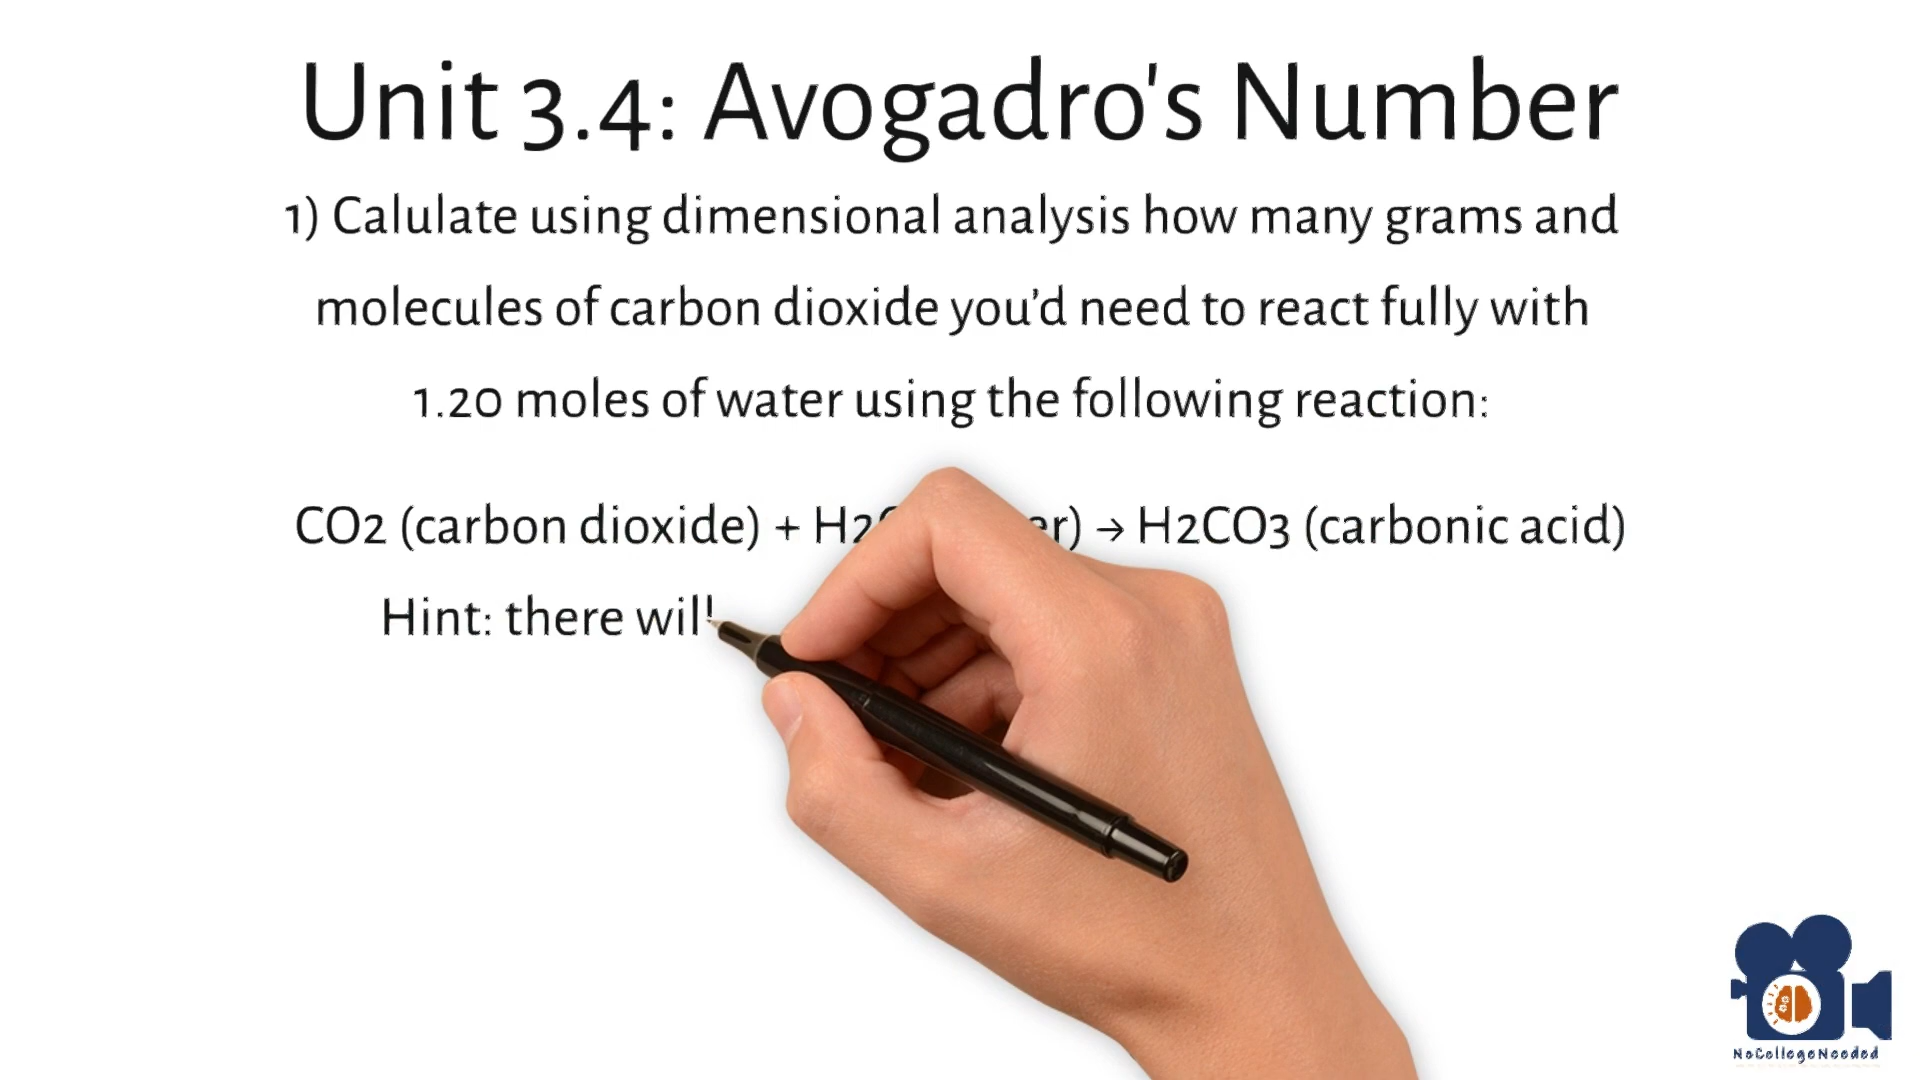 Unit 3.4: Avogadro's Number
1) Calulate using dimensional analysis how many grams and
molecules of carbon dioxide you'd need to react fully with
1.20 moles of water using the following reaction:
CO2 (carbon dioxide) + → H2CO3 (carbonic acid)
Hint: there will
NoCollegeNeeded